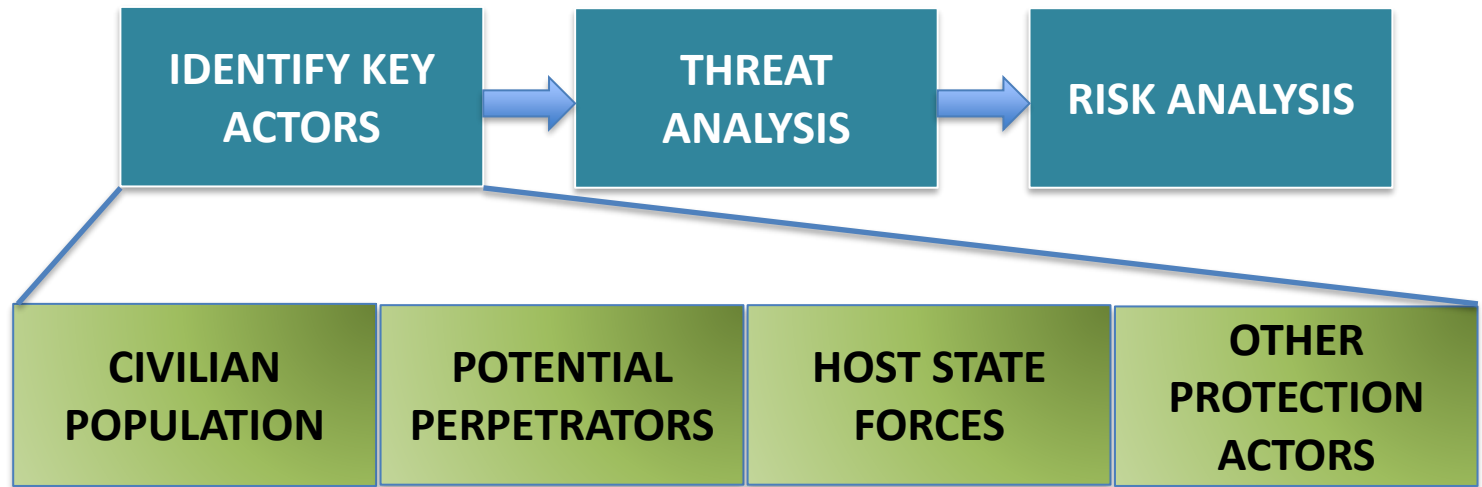 IDENTIFY KEY
ACTORS
THREAT
ANALYSIS
RISK ANALYSIS
CIVILIAN
POPULATION
POTENTIAL
PERPETRATORS
HOST STATE
FORCES
OTHER
PROTECTION
ACTORS